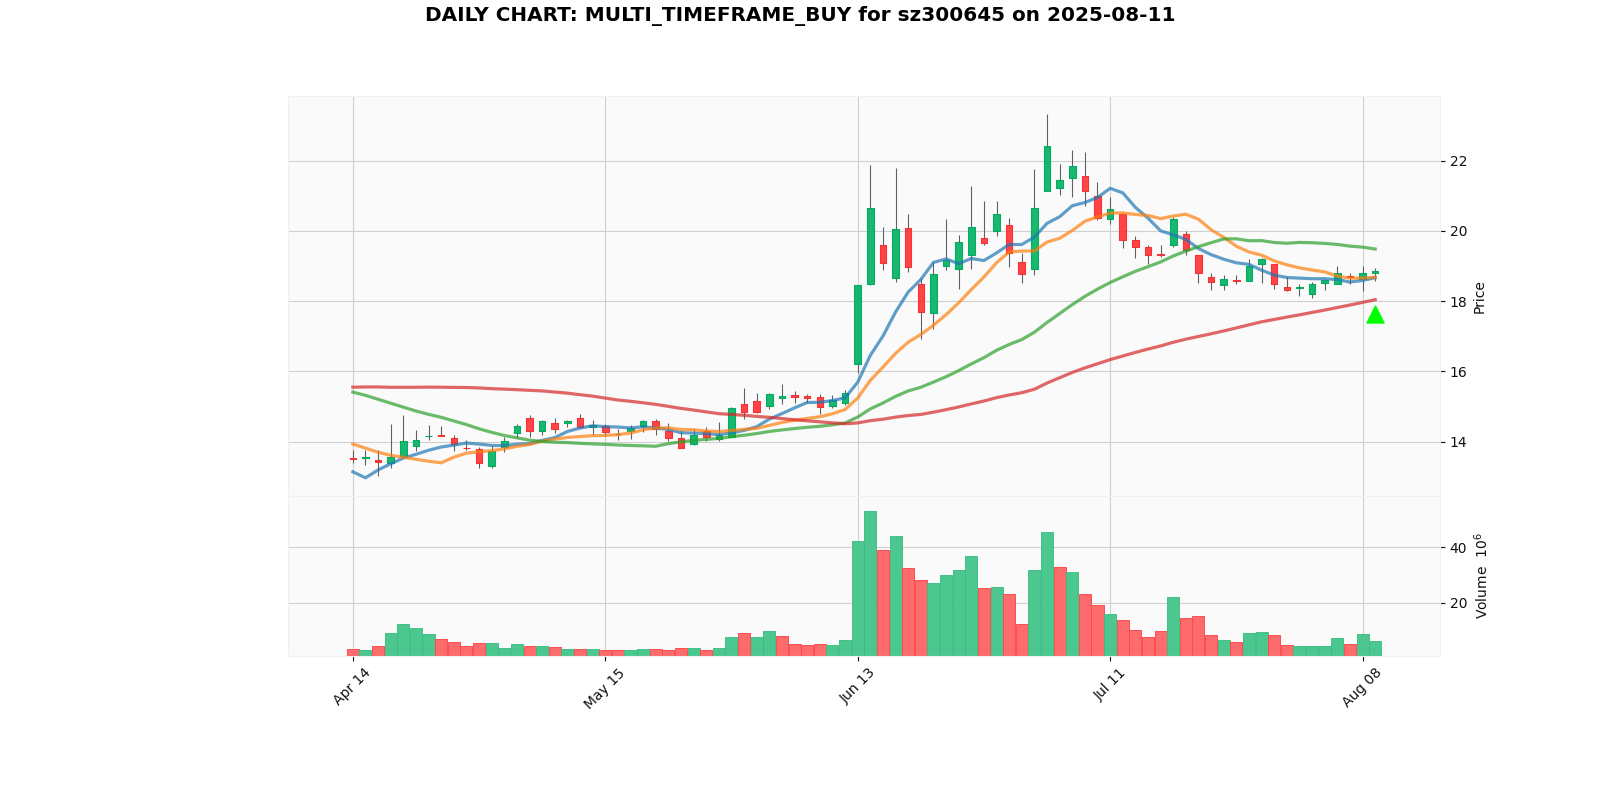 DAILY CHART: MULTI_TIMEFRAME_BUY for sz300645 on 2025-08-11
22
20
18
16
14
Price
40
20
Volume 10^6
Apr 14
May 15
Jun 13
Jul 11
Aug 08